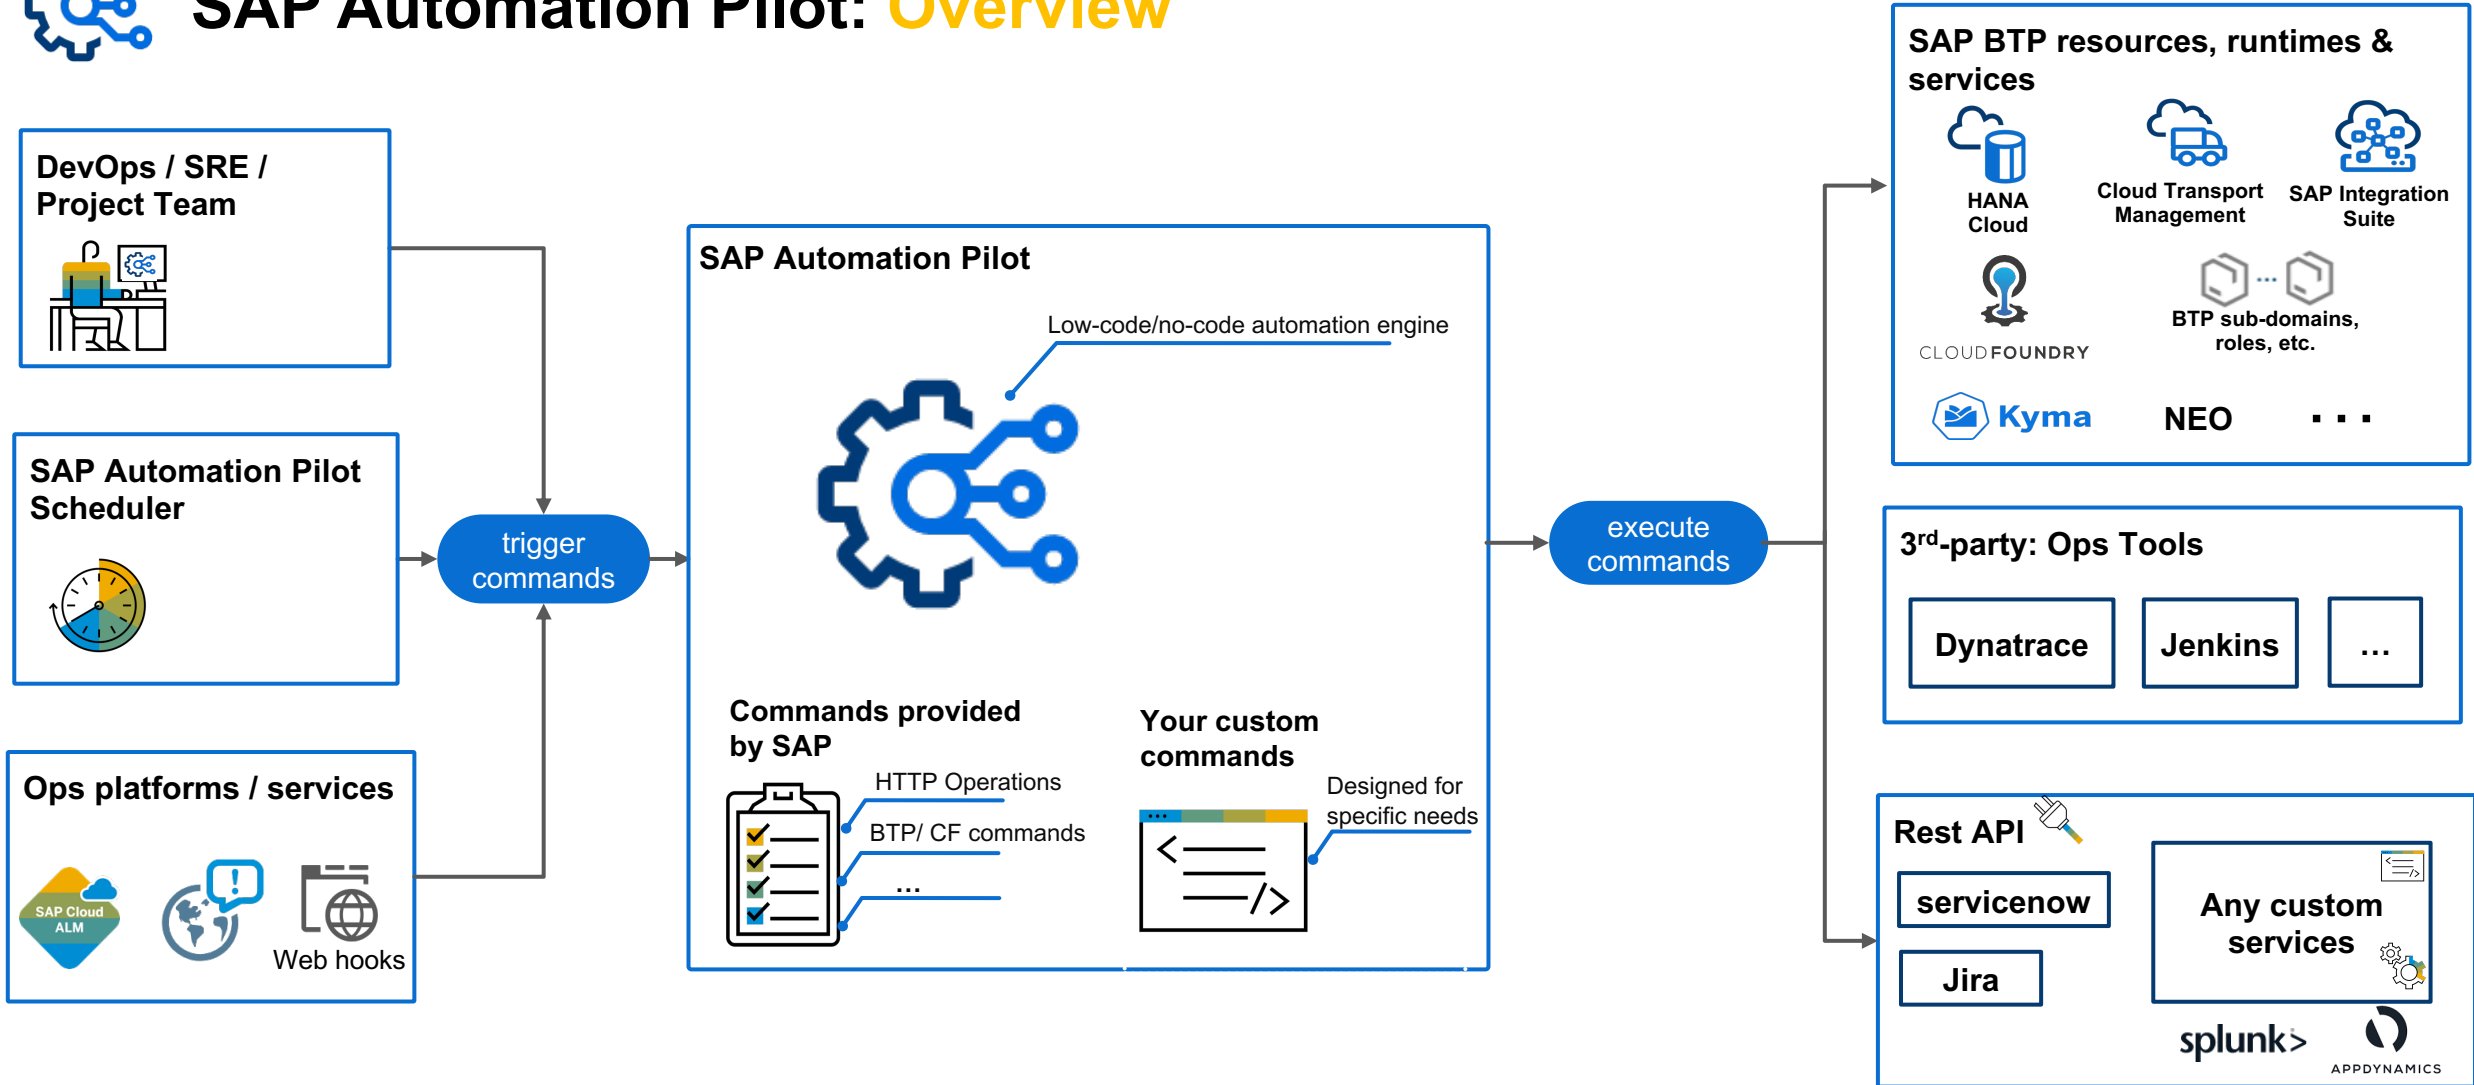 SAP Automation Pilot: Overview
DevOps / SRE /
Project Team
SAP Automation Pilot
Scheduler
Ops platforms / services
SAP Cloud
ALM
Web hooks
trigger
commands
SAP Automation Pilot
Low-code/no-code automation engine
Commands provided
by SAP
HTTP Operations
BTP/ CF commands
...
Your custom
commands
Designed for
specific needs
execute
commands
SAP BTP resources, runtimes &
services
HANA
Cloud
Cloud Transport
Management
SAP Integration
Suite
CLOUDFOUNDRY
...
BTP sub-domains,
roles, etc.
Kyma
NEO
...
3rd-party: Ops Tools
Dynatrace
Jenkins
...
Rest API
servicenow
Jira
Any custom
services
splunk>
APPDYNAMICS